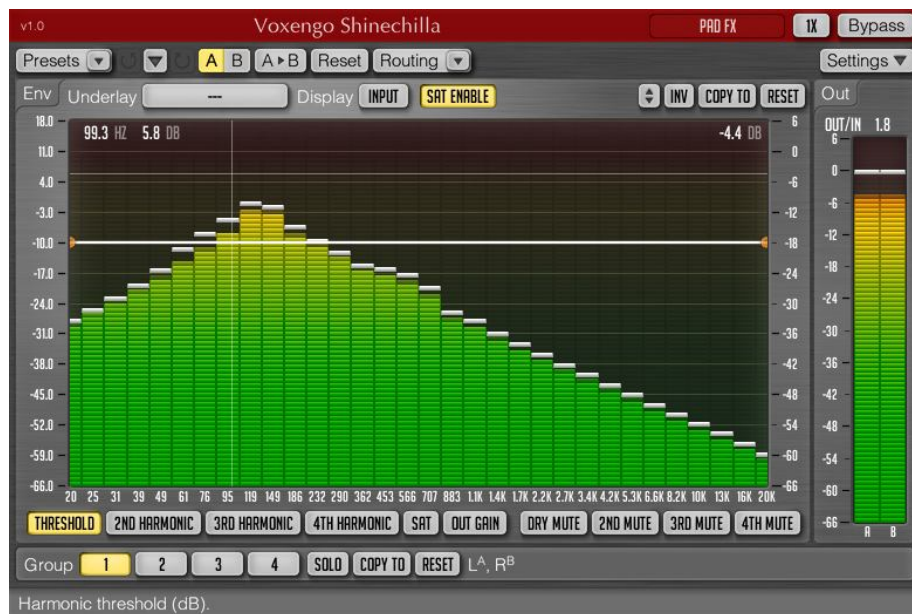 v1.0 Voxengo Shinechilla PAD FX 1X Bypass
Presets A B A▸B Reset Routing Settings
Env Underlay --- Display INPUT SAT ENABLE INV COPY TO RESET Out
99.3 HZ 5.8 DB -4.4 DB OUT/IN 1.8
18.0 6 6
11.0 0 0
4.0 -6 -6
-3.0 -12 -12
-10.0 -18 -18
-17.0 -24 -24
-24.0 -30 -30
-31.0 -36 -36
-38.0 -42 -42
-45.0 -48 -48
-52.0 -54 -54
-59.0 -60 -60
-66.0 -66 -66
20 25 31 39 49 61 76 95 119 149 186 232 290 362 453 566 707 883 1.1K 1.4K 1.7K 2.2K 2.7K 3.4K 4.2K 5.3K 6.6K 8.2K 10K 13K 16K 20K
A B
THRESHOLD 2ND HARMONIC 3RD HARMONIC 4TH HARMONIC SAT OUT GAIN DRY MUTE 2ND MUTE 3RD MUTE 4TH MUTE
Group 1 2 3 4 SOLO COPY TO RESET Lᴬ, Rᴮ
Harmonic threshold (dB).